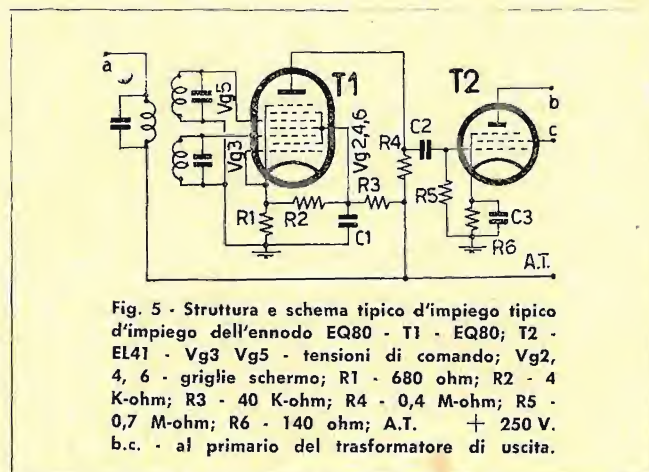 a
Vg5
T1
T2
b
c
Vg3
Vg2,4,6
R4
C2
R3
R5
R1
R2
C1
C3
R6
A.T.
Fig. 5 - Struttura e schema tipico d'impiego tipico
d'impiego dell'ennodo EQ80 - T1 - EQ80; T2 -
EL41 - Vg3 Vg5 - tensioni di comando; Vg2,
4, 6 - griglie schermo; R1 - 680 ohm; R2 - 4
K-ohm; R3 - 40 K-ohm; R4 - 0,4 M-ohm; R5 -
0,7 M-ohm; R6 - 140 ohm; A.T. + 250 V.
b.c. - al primario del trasformatore di uscita.